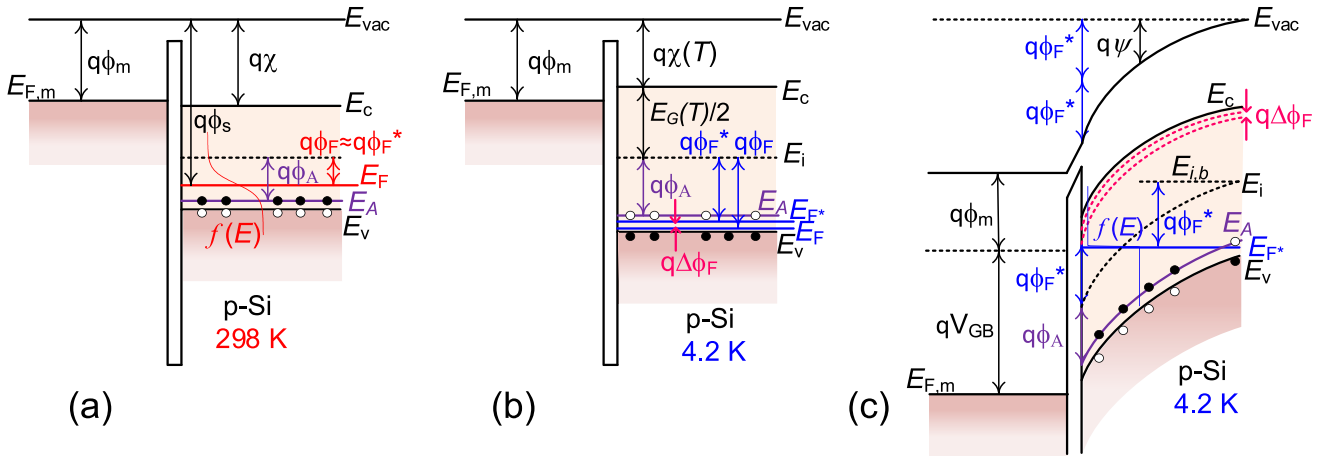 E_vac
qϕ_m
qχ
E_F,m
E_c
qϕ_s
qϕ_F≈qϕ_F*
qϕ_A
E_F
E_A
E_v
f(E)
p-Si
298 K
(a)
E_vac
qϕ_m
qχ(T)
E_F,m
E_c
E_G(T)/2
qϕ_F* qϕ_F
E_i
qϕ_A
E_A
E_F*
E_F
E_v
qΔϕ_F
p-Si
4.2 K
(b)
E_vac
qϕ_F*
qψ
qϕ_F*
E_c
qΔϕ_F
E_i,b
E_i
qϕ_m
f(E)
qϕ_F*
E_A
E_F*
qϕ_F*
E_v
qV_GB
qϕ_A
E_F,m
p-Si
4.2 K
(c)